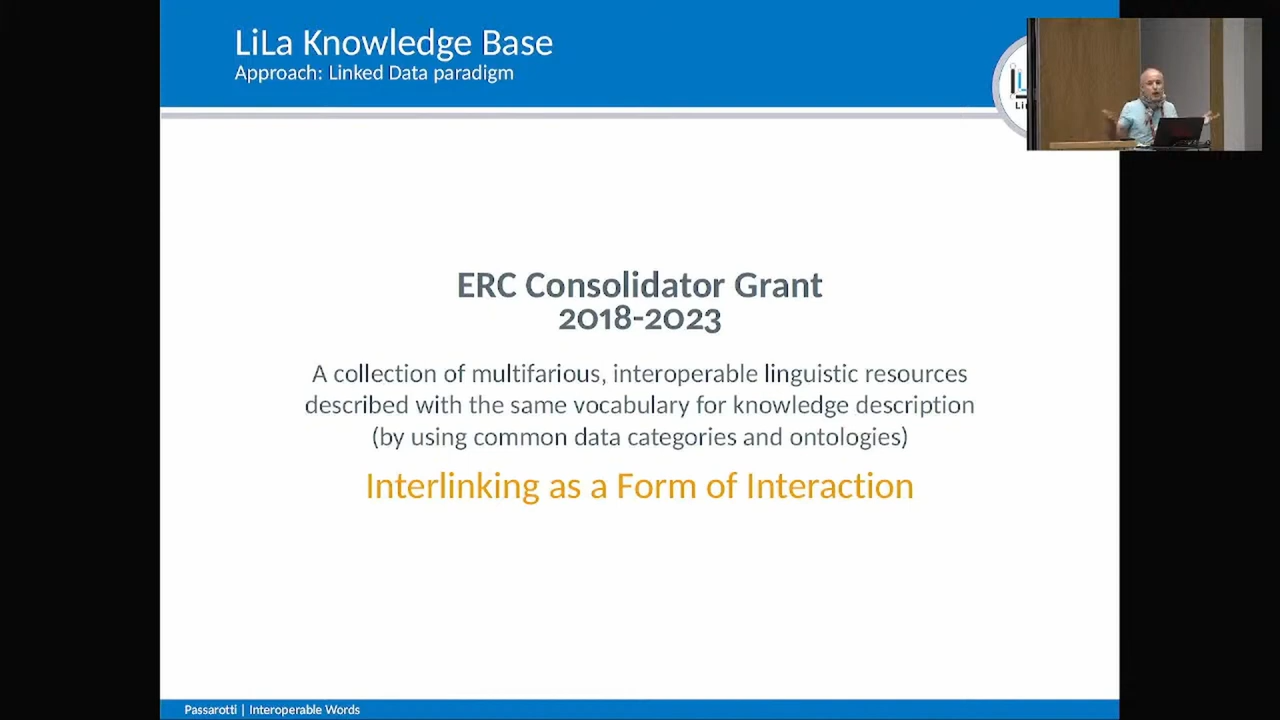 LiLa Knowledge Base
Approach: Linked Data paradigm
ERC Consolidator Grant
2018-2023
A collection of multifarious, interoperable linguistic resources
described with the same vocabulary for knowledge description
(by using common data categories and ontologies)
Interlinking as a Form of Interaction
Passarotti | Interoperable Words